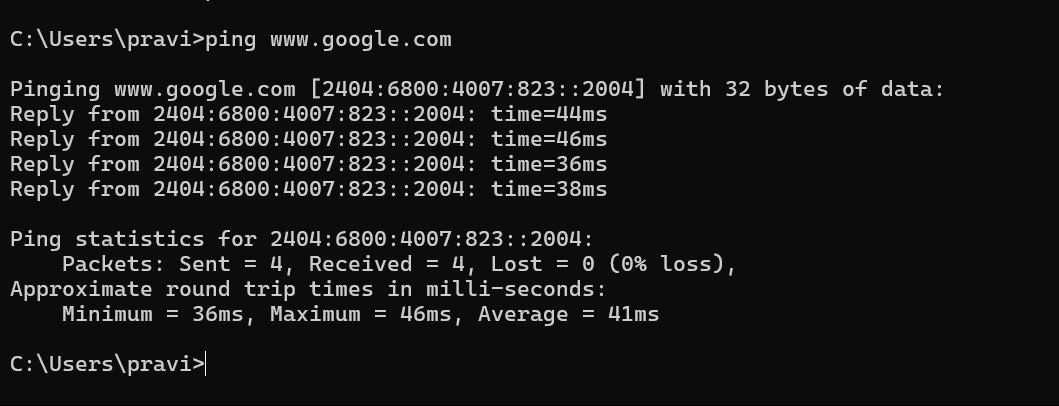 C:\Users\pravi>ping www.google.com
Pinging www.google.com [2404:6800:4007:823::2004] with 32 bytes of data:
Reply from 2404:6800:4007:823::2004: time=44ms
Reply from 2404:6800:4007:823::2004: time=46ms
Reply from 2404:6800:4007:823::2004: time=36ms
Reply from 2404:6800:4007:823::2004: time=38ms
Ping statistics for 2404:6800:4007:823::2004:
    Packets: Sent = 4, Received = 4, Lost = 0 (0% loss),
Approximate round trip times in milli-seconds:
    Minimum = 36ms, Maximum = 46ms, Average = 41ms
C:\Users\pravi>